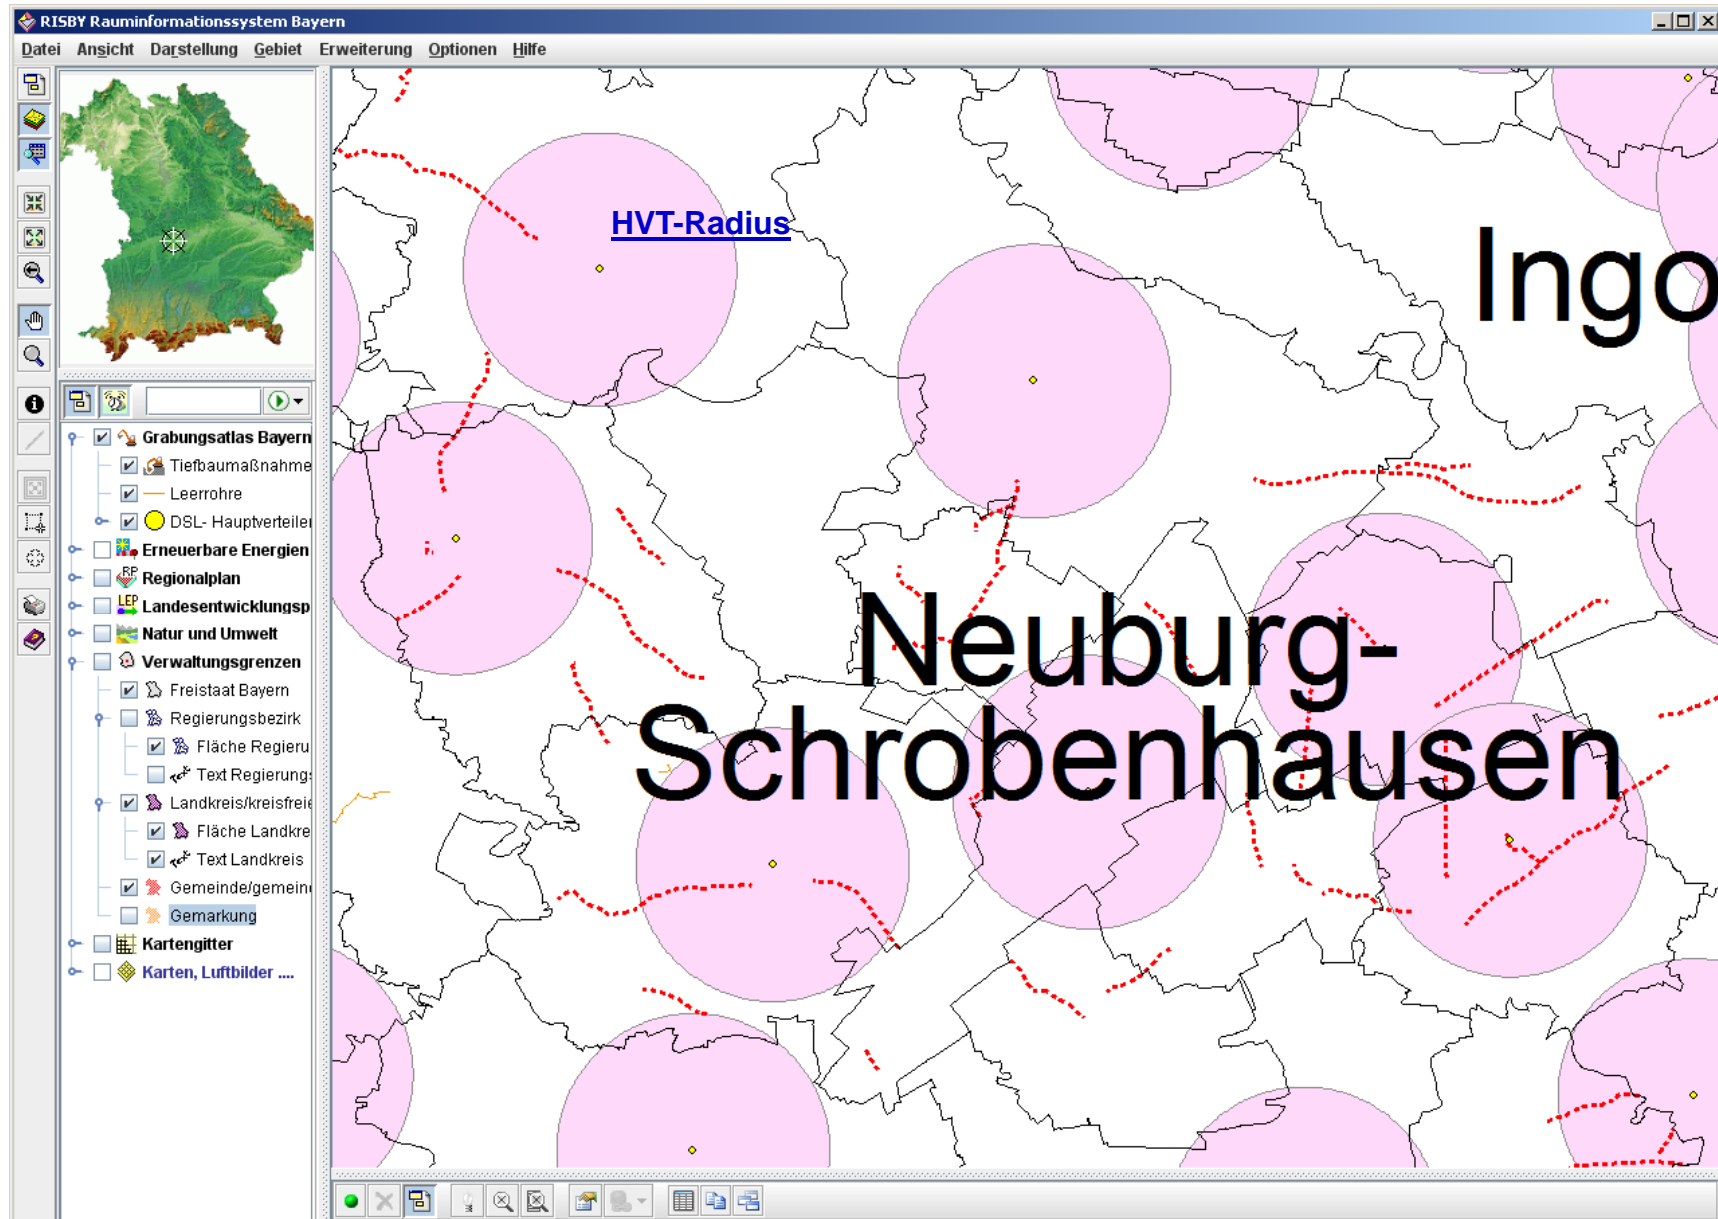 RISBY Rauminformationssystem Bayern
Datei Ansicht Darstellung Gebiet Erweiterung Optionen Hilfe
Grabungsatlas Bayern
Tiefbaumaßnahme
Leerrohre
DSL- Hauptverteiler
Erneuerbare Energien
RP Regionalplan
LEP Landesentwicklungsp
Natur und Umwelt
Verwaltungsgrenzen
Freistaat Bayern
Regierungsbezirk
Fläche Regieru
Text Regierungs
Landkreis/kreisfreie
Fläche Landkre
Text Landkreis
Gemeinde/gemein
Gemarkung
Kartengitter
Karten, Luftbilder ....
HVT-Radius
Ingo
Neuburg-
Schrobenhausen